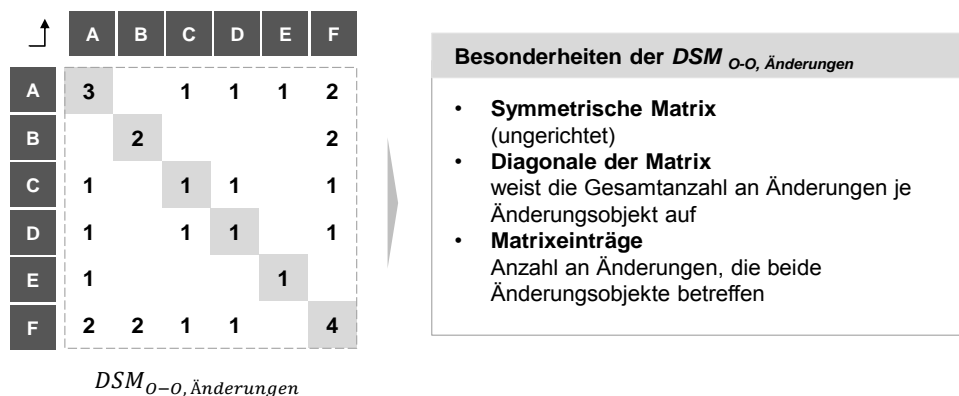 A B C D E F
A 3 1 1 1 2
B 2 2
C 1 1 1 1
D 1 1 1 1
E 1 1
F 2 2 1 1 4
DSM O−O, Änderungen
Besonderheiten der DSM O-O, Änderungen
• Symmetrische Matrix
(ungerichtet)
• Diagonale der Matrix
weist die Gesamtanzahl an Änderungen je
Änderungsobjekt auf
• Matrixeinträge
Anzahl an Änderungen, die beide
Änderungsobjekte betreffen